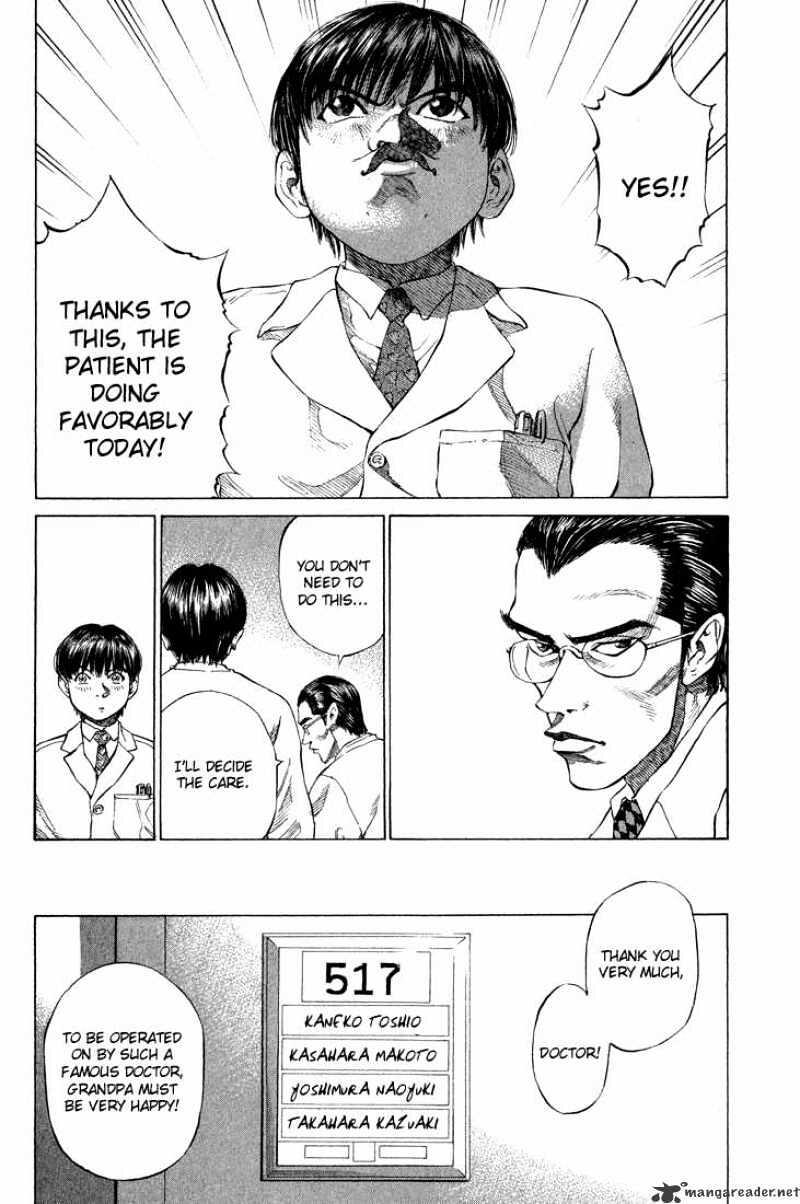 YES!!
THANKS TO
THIS, THE
PATIENT IS
DOING
FAVORABLY
TODAY!
YOU DON'T
NEED TO
DO THIS...
I'LL DECIDE
THE CARE.
THANK YOU
VERY MUCH,
DOCTOR!
517
KANEKO TOSHIO
KASAHARA MAKOTO
YOSHIMURA NAOYUKI
TAKAHARA KAZUAKI
TO BE OPERATED
ON BY SUCH A
FAMOUS DOCTOR,
GRANDPA MUST
BE VERY HAPPY!
mangareader.net